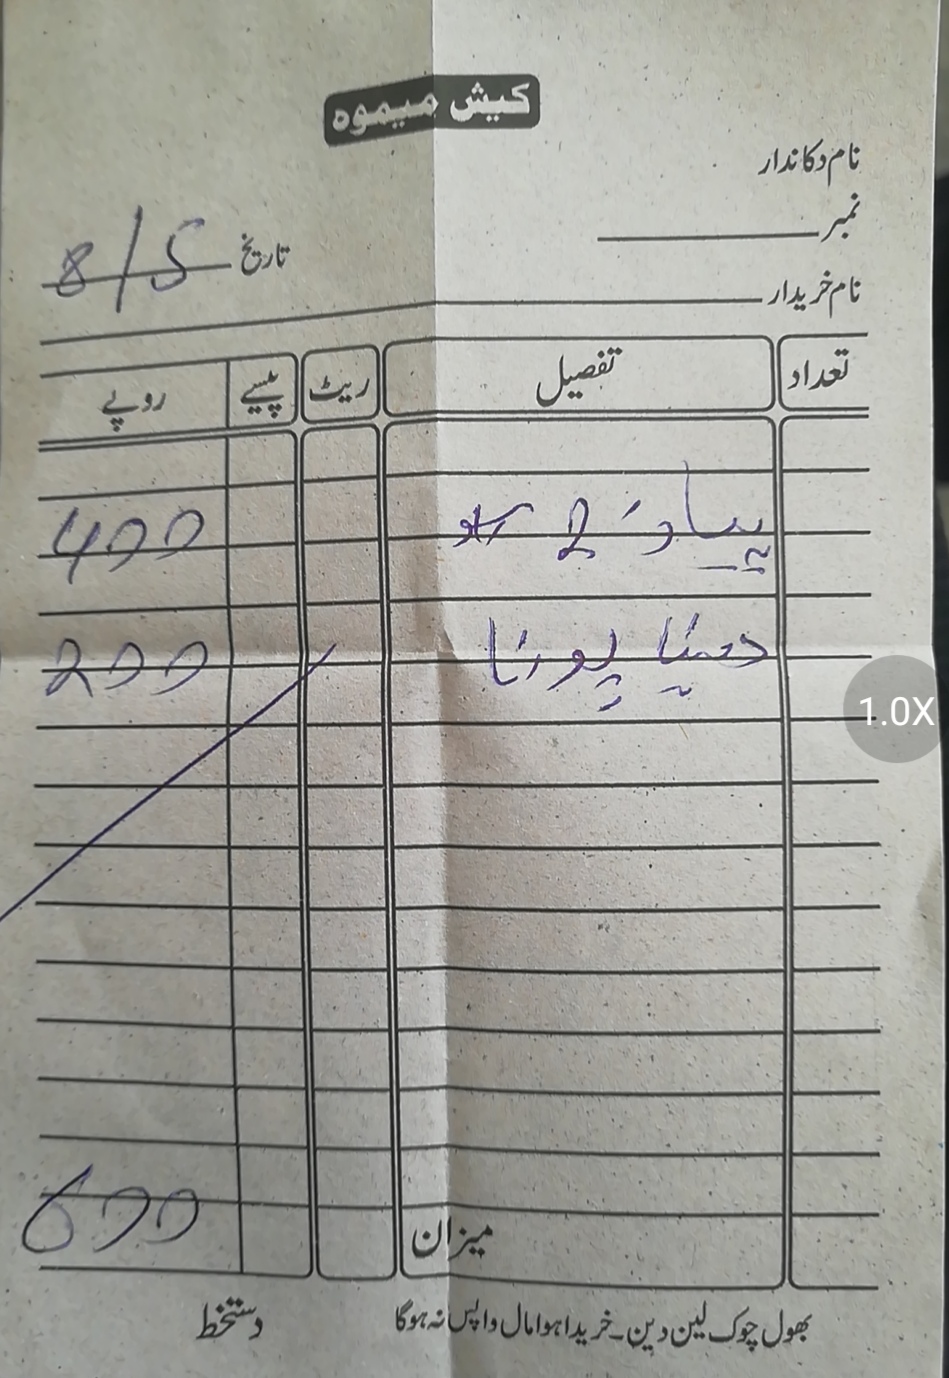 کیش میمو
نام دکاندار
نمبر
تاریخ 8/5
نام خریدار
تعداد تفصیل ریٹ پیسے روپے
پیاز 2 کلو 400
دھنیا پودینا 200
میزان 600
بھول چوک لین دین۔ خریدا ہوا مال واپس نہ ہوگا
دستخط
1.0X